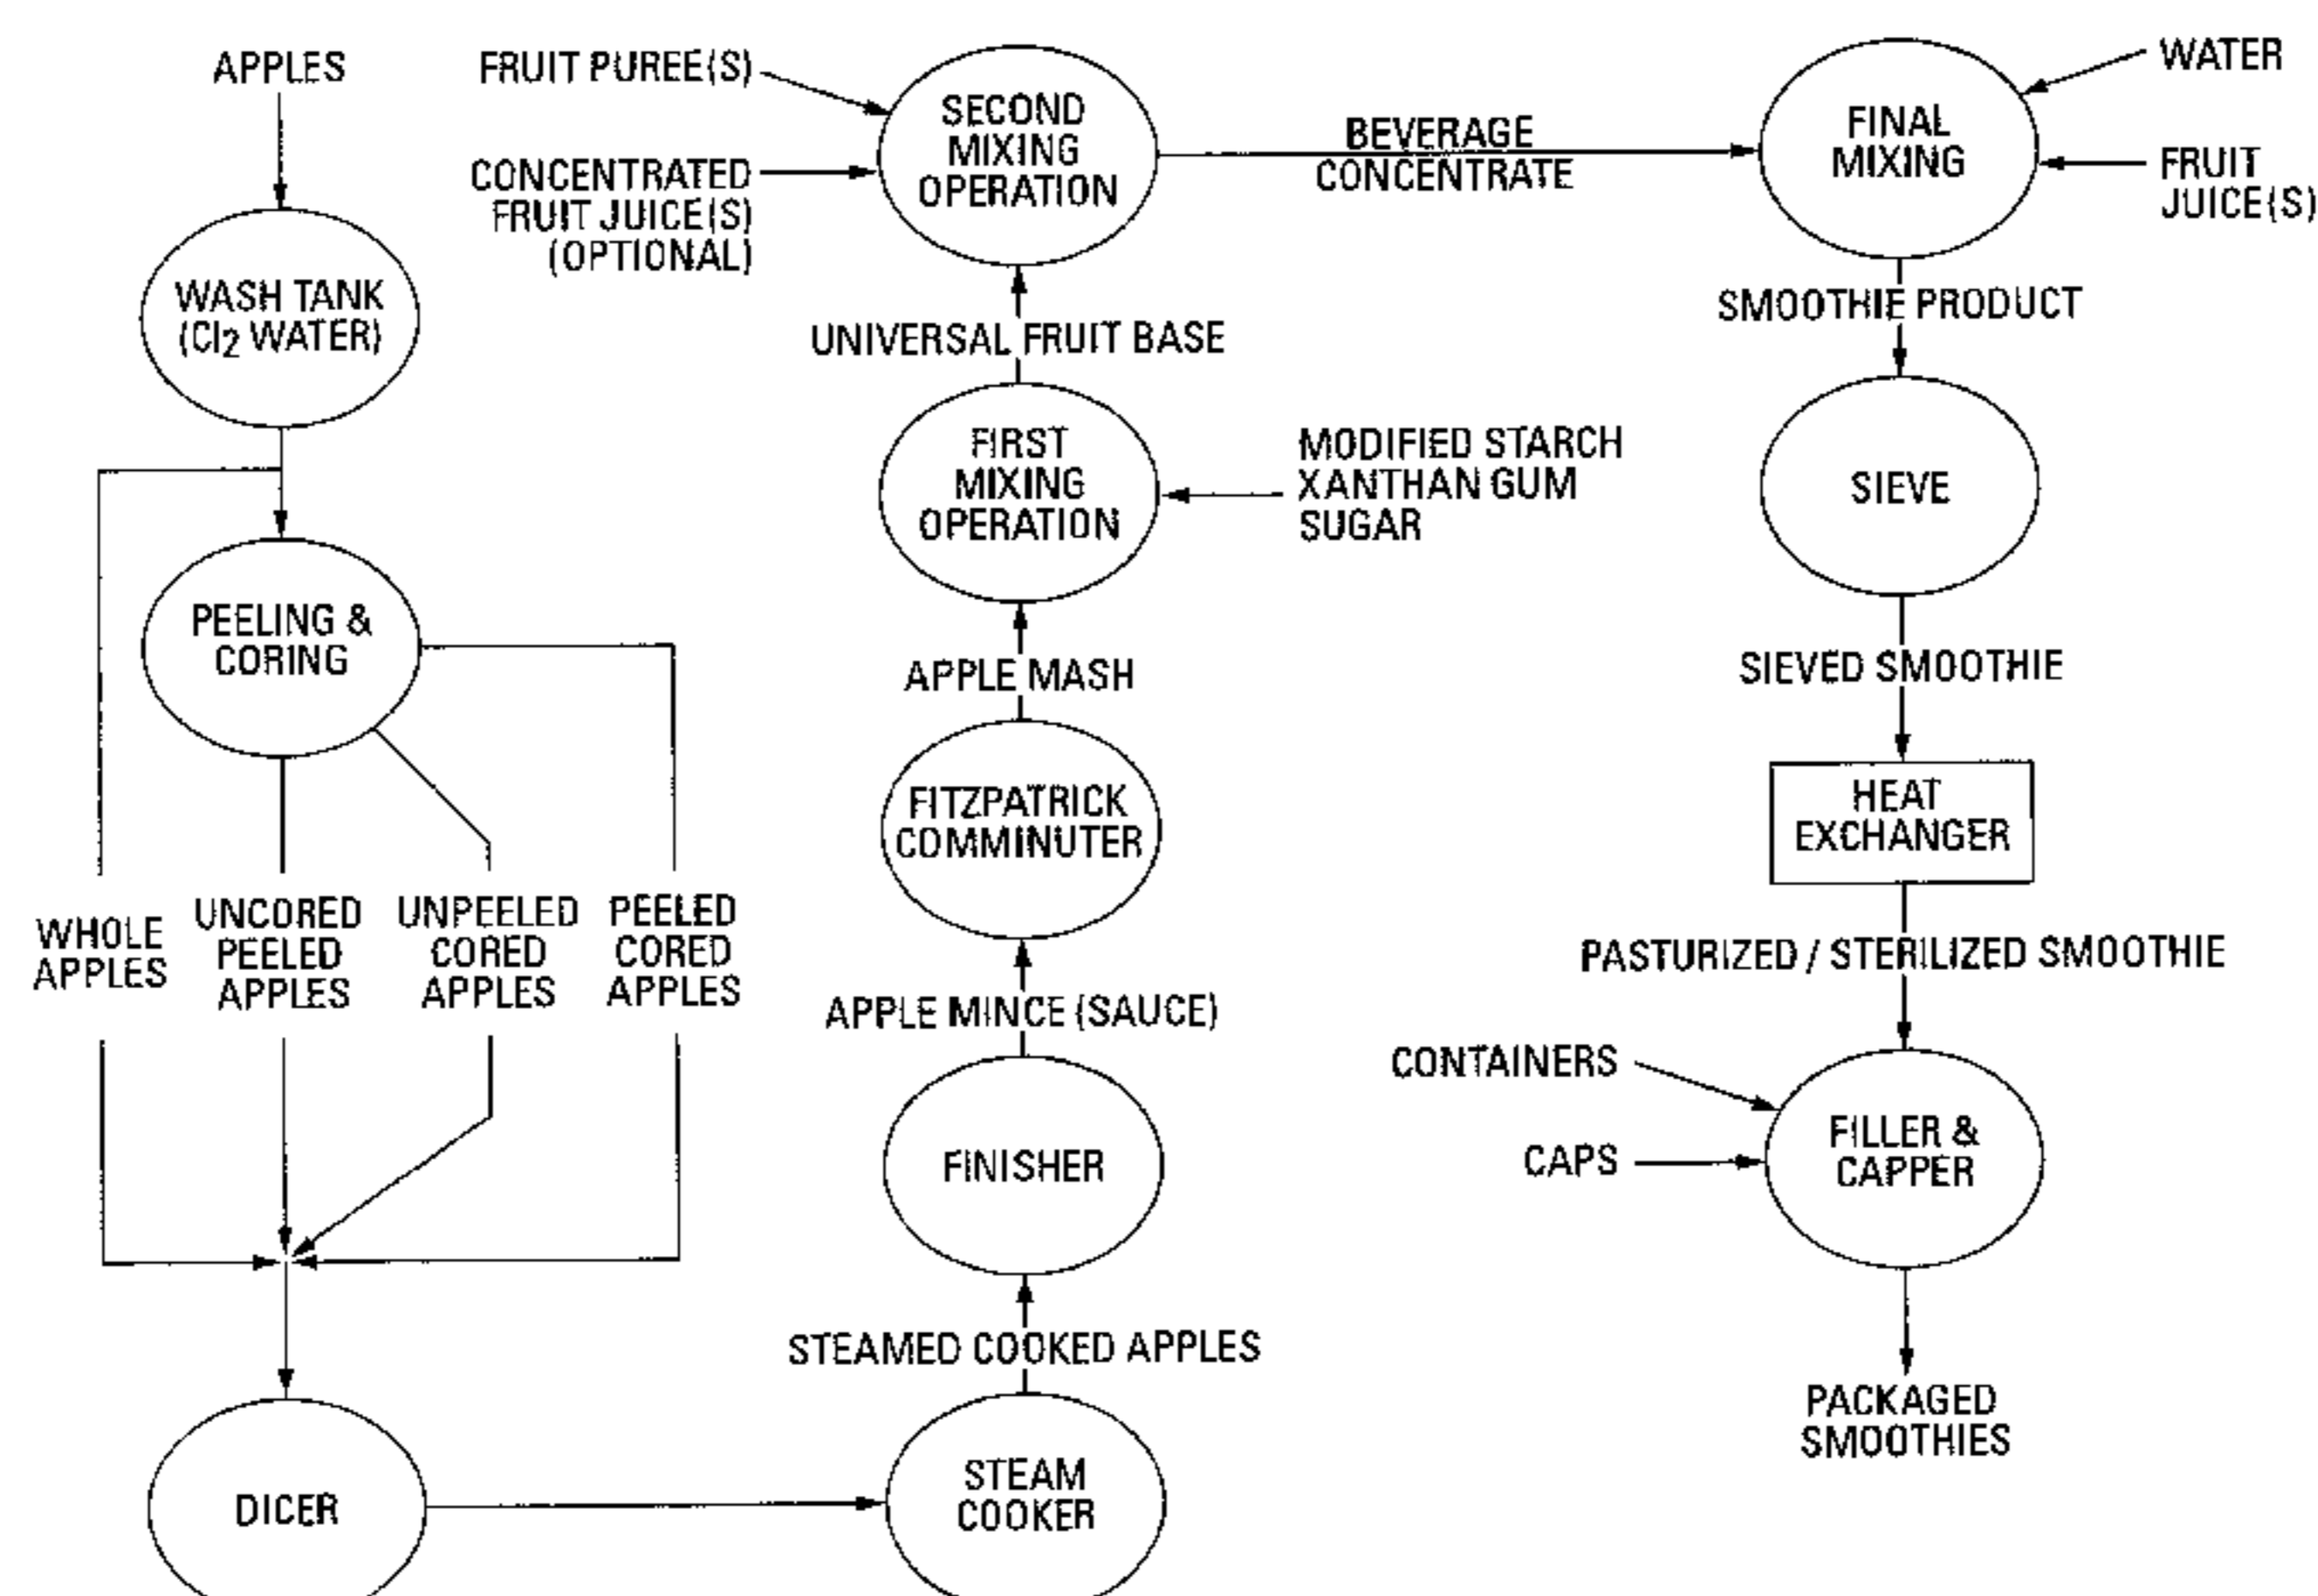 APPLES
WASH TANK
(Cl2 WATER)
PEELING &
CORING
WHOLE
APPLES
UNCORED
PEELED
APPLES
UNPEELED
CORED
APPLES
PEELED
CORED
APPLES
DICER
STEAM
COOKER
STEAMED COOKED APPLES
FINISHER
APPLE MINCE (SAUCE)
FITZPATRICK
COMMINUTER
APPLE MASH
FIRST
MIXING
OPERATION
MODIFIED STARCH
XANTHAN GUM
SUGAR
UNIVERSAL FRUIT BASE
FRUIT PUREE(S)
CONCENTRATED
FRUIT JUICE(S)
(OPTIONAL)
SECOND
MIXING
OPERATION
BEVERAGE
CONCENTRATE
FINAL
MIXING
WATER
FRUIT
JUICE(S)
SMOOTHIE PRODUCT
SIEVE
SIEVED SMOOTHIE
HEAT
EXCHANGER
PASTURIZED / STERILIZED SMOOTHIE
CONTAINERS
CAPS
FILLER &
CAPPER
PACKAGED
SMOOTHIES